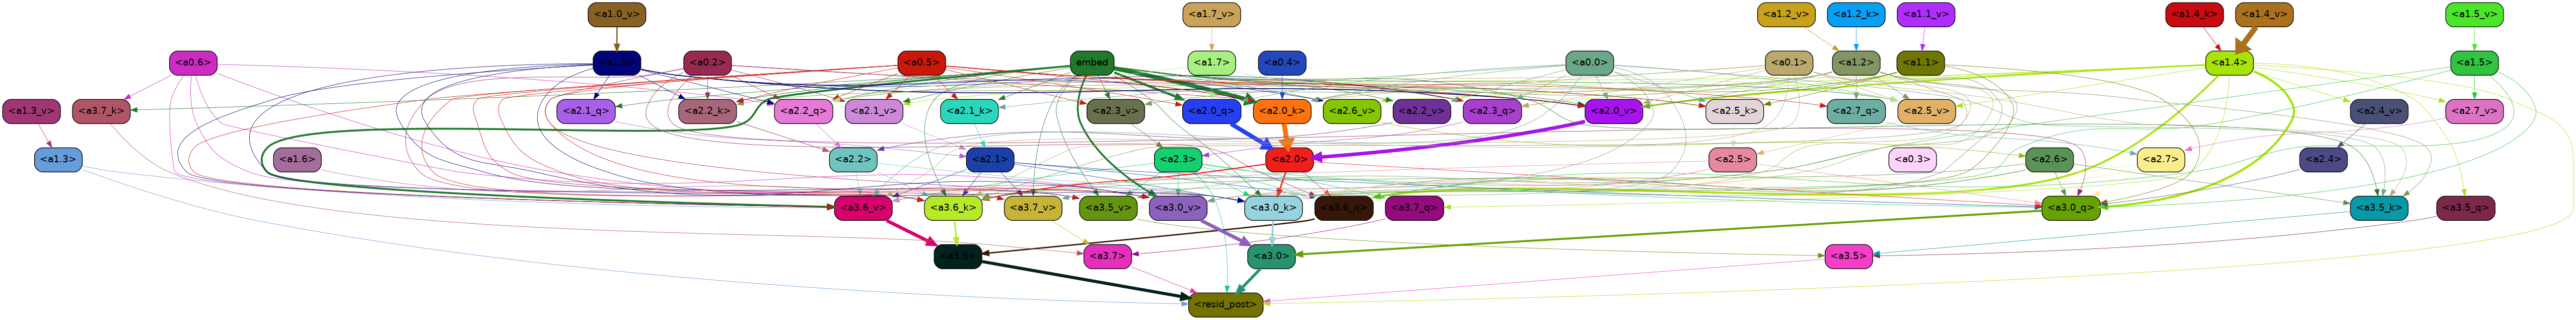 <a1.0_v> <a1.7_v> <a1.2_v> <a1.2_k> <a1.1_v> <a1.4_k> <a1.4_v> <a1.5_v>
<a0.6> <a1.0> <a0.2> <a0.5> embed <a1.7> <a0.4> <a0.0> <a0.1> <a1.2> <a1.1> <a1.4> <a1.5>
<a1.3_v> <a3.7_k> <a2.1_q> <a2.2_k> <a2.2_q> <a2.1_v> <a2.1_k> <a2.3_v> <a2.0_q> <a2.0_k> <a2.6_v> <a2.2_v> <a2.3_q> <a2.0_v> <a2.5_k> <a2.7_q> <a2.5_v> <a2.4_v> <a2.7_v>
<a1.3> <a1.6> <a2.2> <a2.1> <a2.3> <a2.0> <a2.5> <a0.3> <a2.6> <a2.7> <a2.4>
<a3.6_v> <a3.6_k> <a3.7_v> <a3.5_v> <a3.0_v> <a3.0_k> <a3.6_q> <a3.7_q> <a3.0_q> <a3.5_k> <a3.5_q>
<a3.6> <a3.7> <a3.0> <a3.5>
<resid_post>